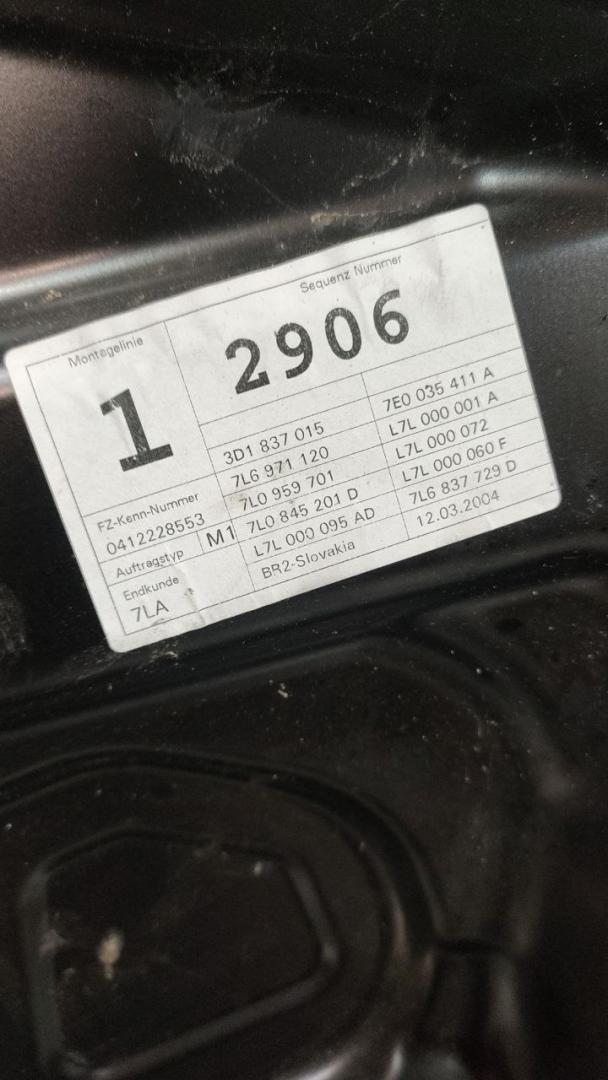 Montagelinie
1
Sequenz Nummer
2906
FZ-Kenn-Nummer
0412228553
Auftragstyp M1
Endkunde
7LA
3D1 837 015 7E0 035 411 A
7L6 971 120 L7L 000 001 A
7L0 959 701 L7L 000 072
7L0 845 201 D L7L 000 060 F
L7L 000 095 AD 7L6 837 729 D
BR2-Slovakia 12.03.2004